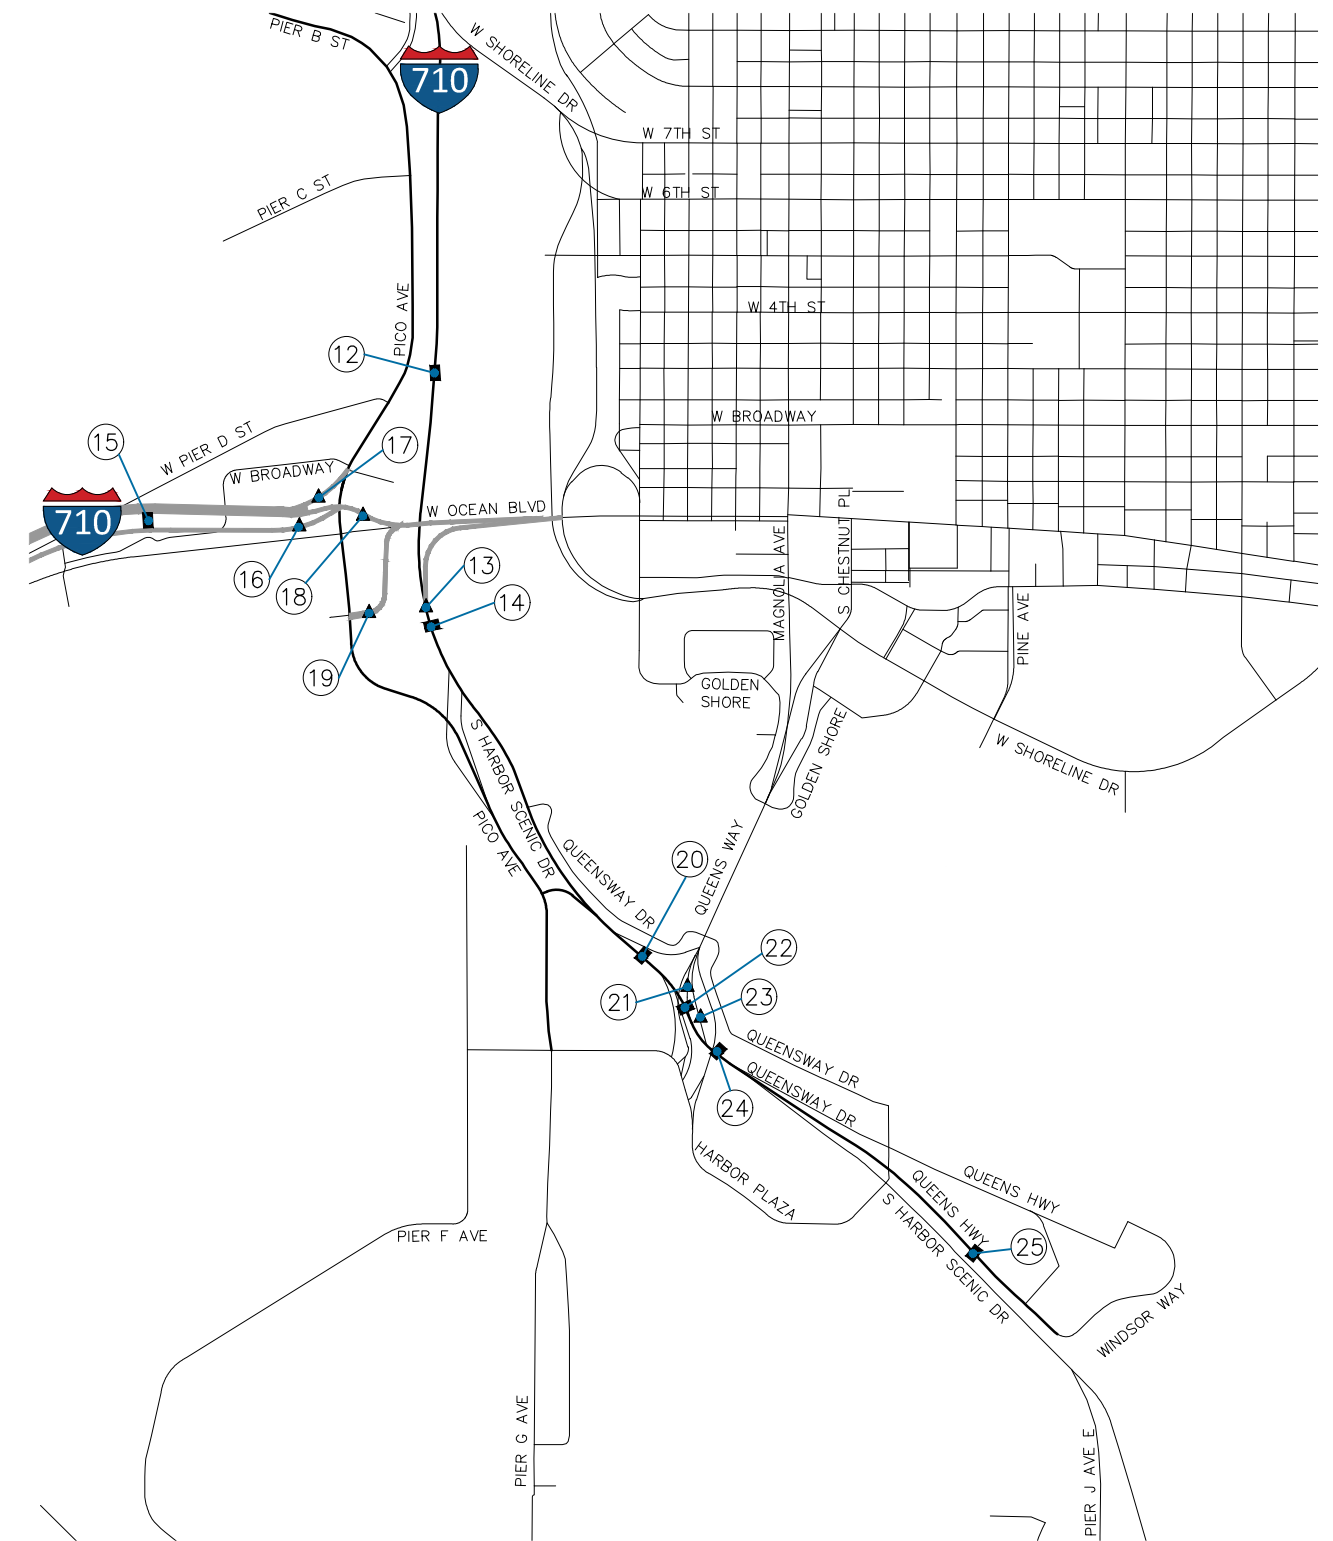 PIER B ST
710
W SHORELINE DR
W 7TH ST
PIER C ST
W 6TH ST
PICO AVE
W 4TH ST
12
W BROADWAY
15
W PIER D ST
17
W BROADWAY
710
W OCEAN BLVD
S CHESTNUT PL
MAGNOLIA AVE
16
18
13
14
PINE AVE
19
GOLDEN
SHORE
GOLDEN SHORE
W SHORELINE DR
S HARBOR SCENIC DR
PICO AVE
QUEENSWAY DR
QUEENS WAY
20
22
21
23
QUEENSWAY DR
QUEENSWAY DR
24
HARBOR PLAZA
QUEENS HWY
QUEENS HWY
S HARBOR SCENIC DR
PIER F AVE
25
WINDSOR WAY
PIER G AVE
PIER J AVE E